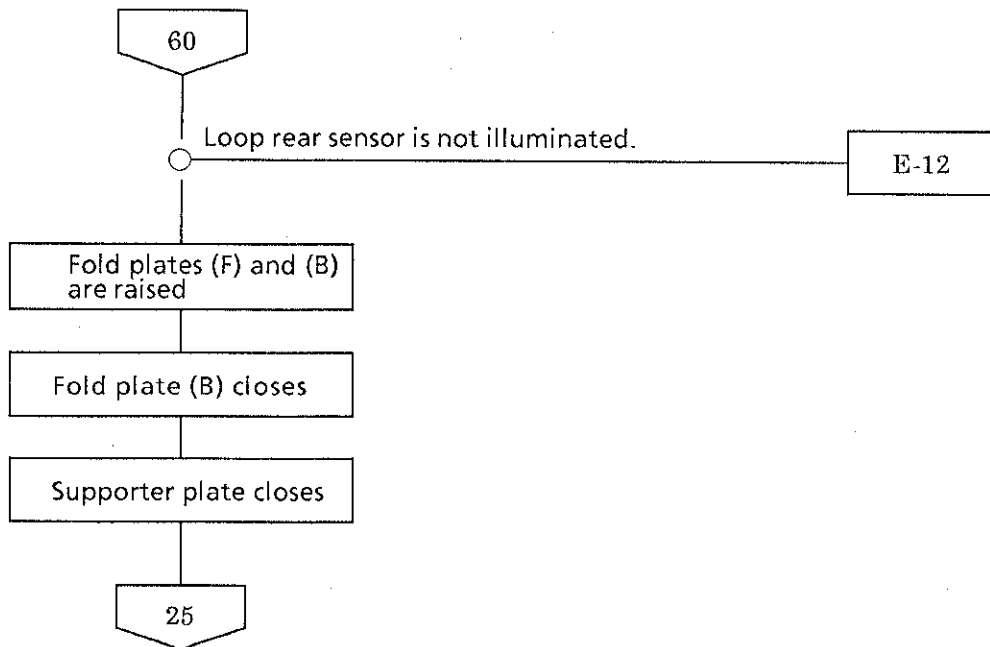 60
Loop rear sensor is not illuminated.
E-12
Fold plates (F) and (B)
are raised
Fold plate (B) closes
Supporter plate closes
25